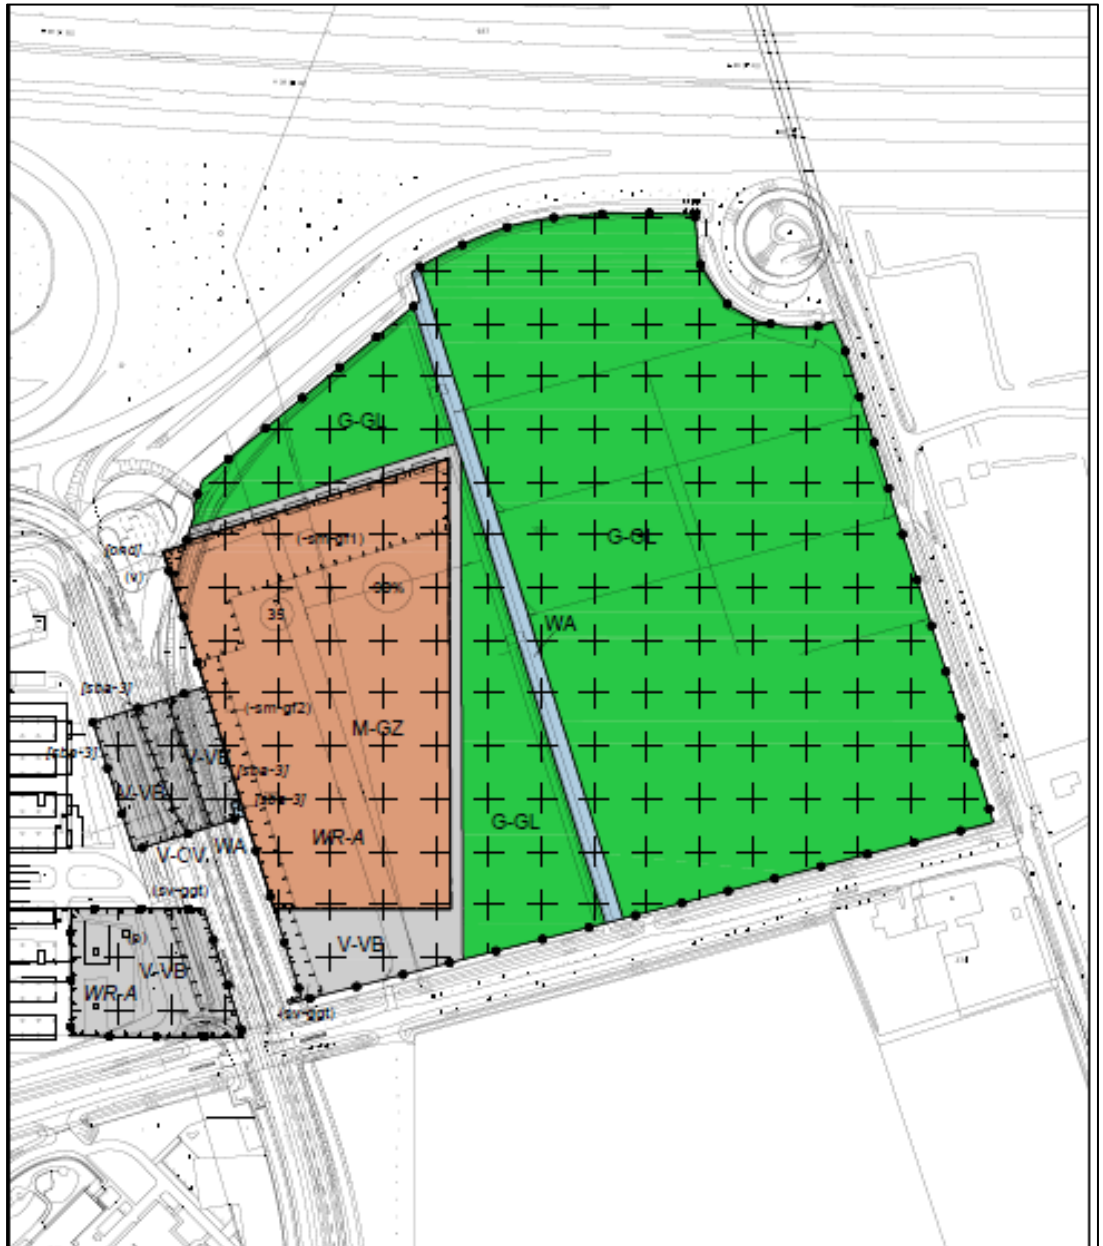 G-GL
(-sm-gf1)
G-GL
[ond]
(v)
35
WA
[sba-3]
(-sm-gf2)
M-GZ
[sba-3]
V-VB
[sba-3]
V-VB
[sba-3]
G-GL
WR-A
V-OV
WA
(sv-ggt)
(p)
V-VB
V-VB
WR-A
(sv-ggt)